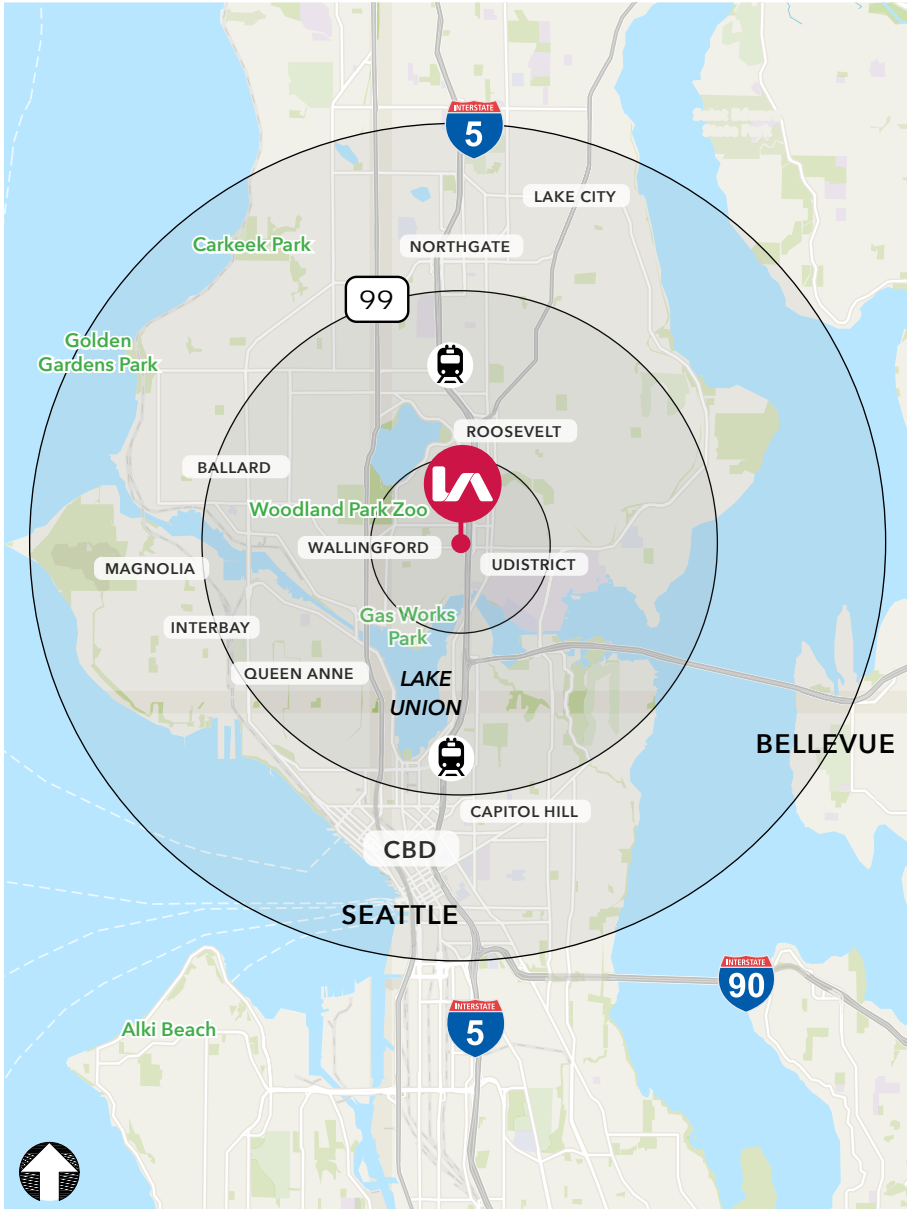 INTERSTATE
5
LAKE CITY
Carkeek Park
NORTHGATE
99
Golden
Gardens Park
ROOSEVELT
BALLARD
Woodland Park Zoo
WALLINGFORD
UDISTRICT
MAGNOLIA
Gas Works
Park
INTERBAY
QUEEN ANNE
LAKE
UNION
BELLEVUE
CAPITOL HILL
CBD
SEATTLE
INTERSTATE
90
INTERSTATE
5
Alki Beach